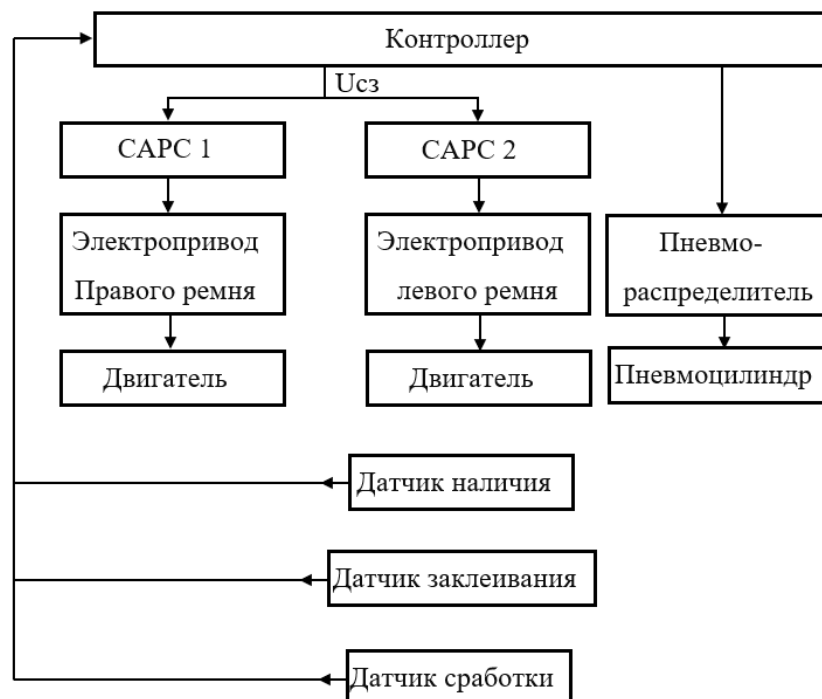 Контроллер
Uсз
САРС 1
САРС 2
Электропривод
Правого ремня
Электропривод
левого ремня
Пневмо-
распределитель
Двигатель
Двигатель
Пневмоцилиндр
Датчик наличия
Датчик заклеивания
Датчик сработки